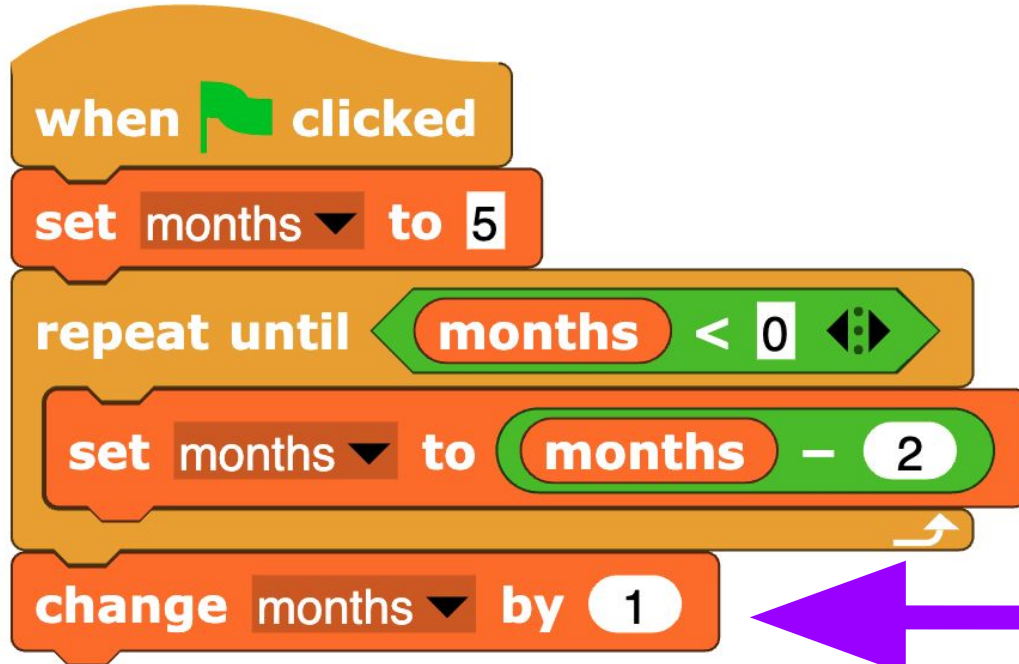 when clicked
set months to 5
repeat until months < 0
set months to months - 2
change months by 1